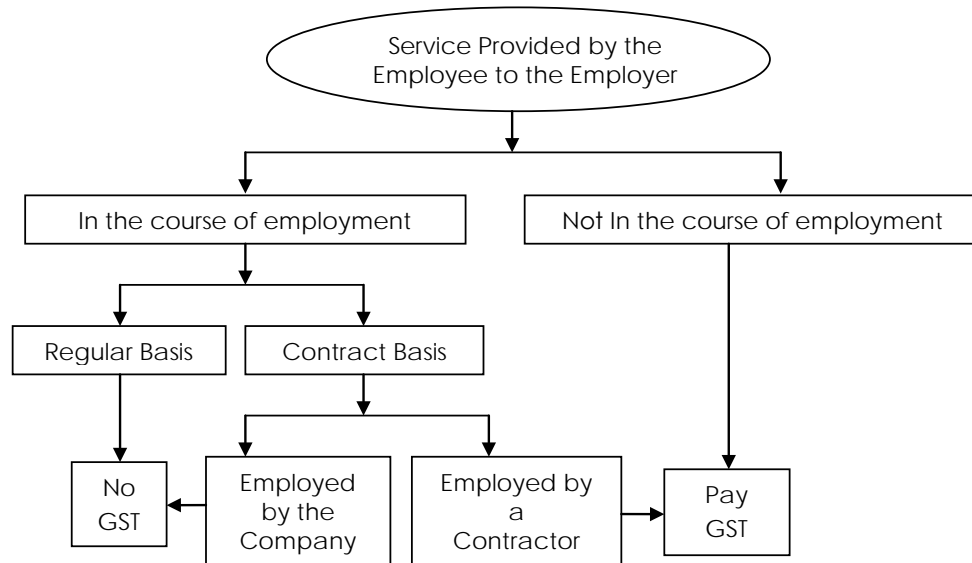 Service Provided by the
Employee to the Employer
In the course of employment
Not In the course of employment
Regular Basis
Contract Basis
No
GST
Employed
by the
Company
Employed by
a
Contractor
Pay
GST